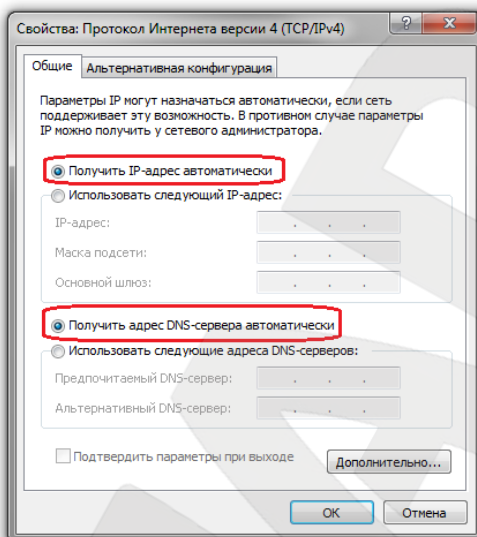 Свойства: Протокол Интернета версии 4 (TCP/IPv4)
Общие Альтернативная конфигурация
Параметры IP могут назначаться автоматически, если сеть
поддерживает эту возможность. В противном случае параметры
IP можно получить у сетевого администратора.
Получить IP-адрес автоматически
Использовать следующий IP-адрес:
IP-адрес:
Маска подсети:
Основной шлюз:
Получить адрес DNS-сервера автоматически
Использовать следующие адреса DNS-серверов:
Предпочитаемый DNS-сервер:
Альтернативный DNS-сервер:
Подтвердить параметры при выходе
Дополнительно...
OK Отмена